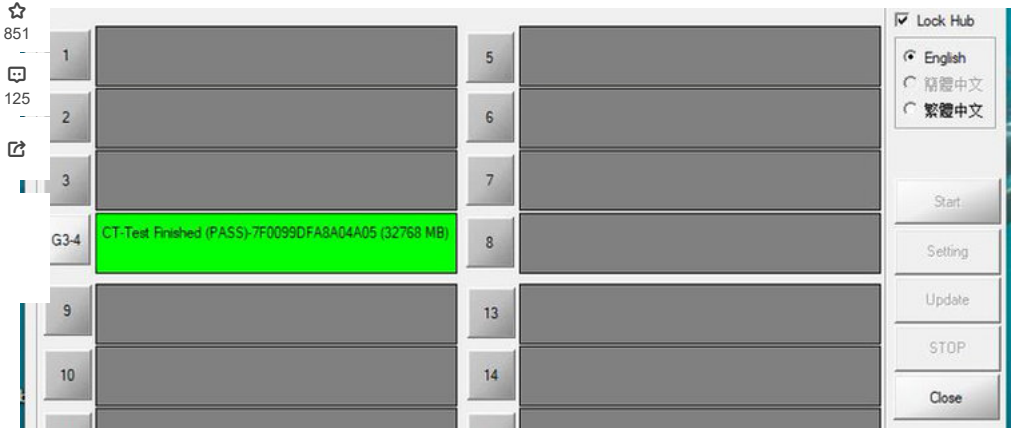 851
125
1
2
3
G3-4
CT-Test Finished (PASS)-7F0099DFA8A04A05 (32768 MB)
9
10
5
6
7
8
13
14
Lock Hub
English
簡體中文
繁體中文
Start
Setting
Update
STOP
Close